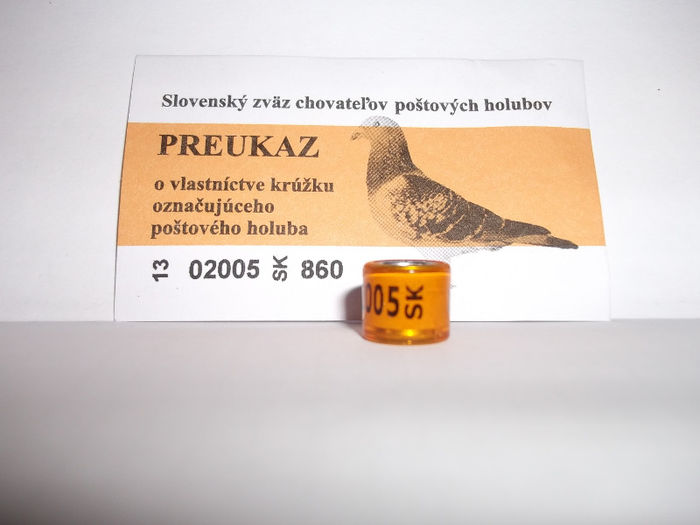 Slovenský zväz chovateľov poštových holubov
PREUKAZ
o vlastníctve krúžku
označujúceho
poštového holuba
13 02005 SK 860
005 SK